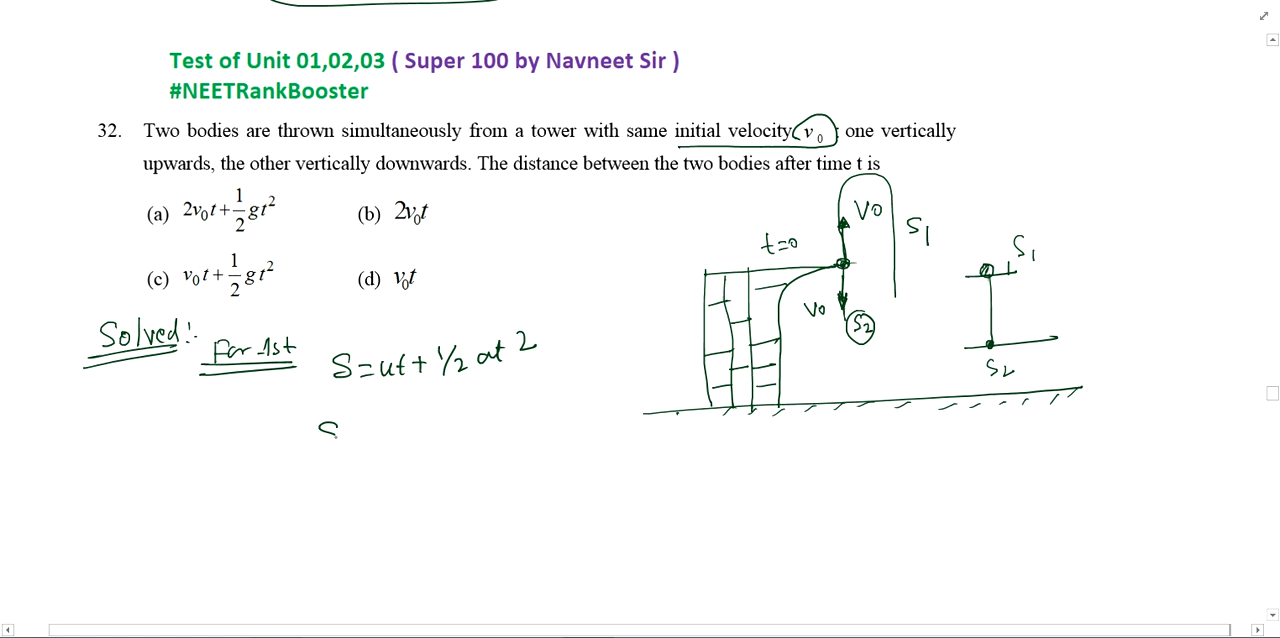 Test of Unit 01,02,03 ( Super 100 by Navneet Sir )
#NEETRankBooster
32. Two bodies are thrown simultaneously from a tower with same initial velocity v₀ : one vertically
upwards, the other vertically downwards. The distance between the two bodies after time t is
(a) 2v₀t + 1/2 gt² (b) 2v₀t
(c) v₀t + 1/2 gt² (d) v₀t
t=0
V0
S1
V0
S2
S1
S2
Solved:-
For 1st S=ut + 1/2 at 2
S